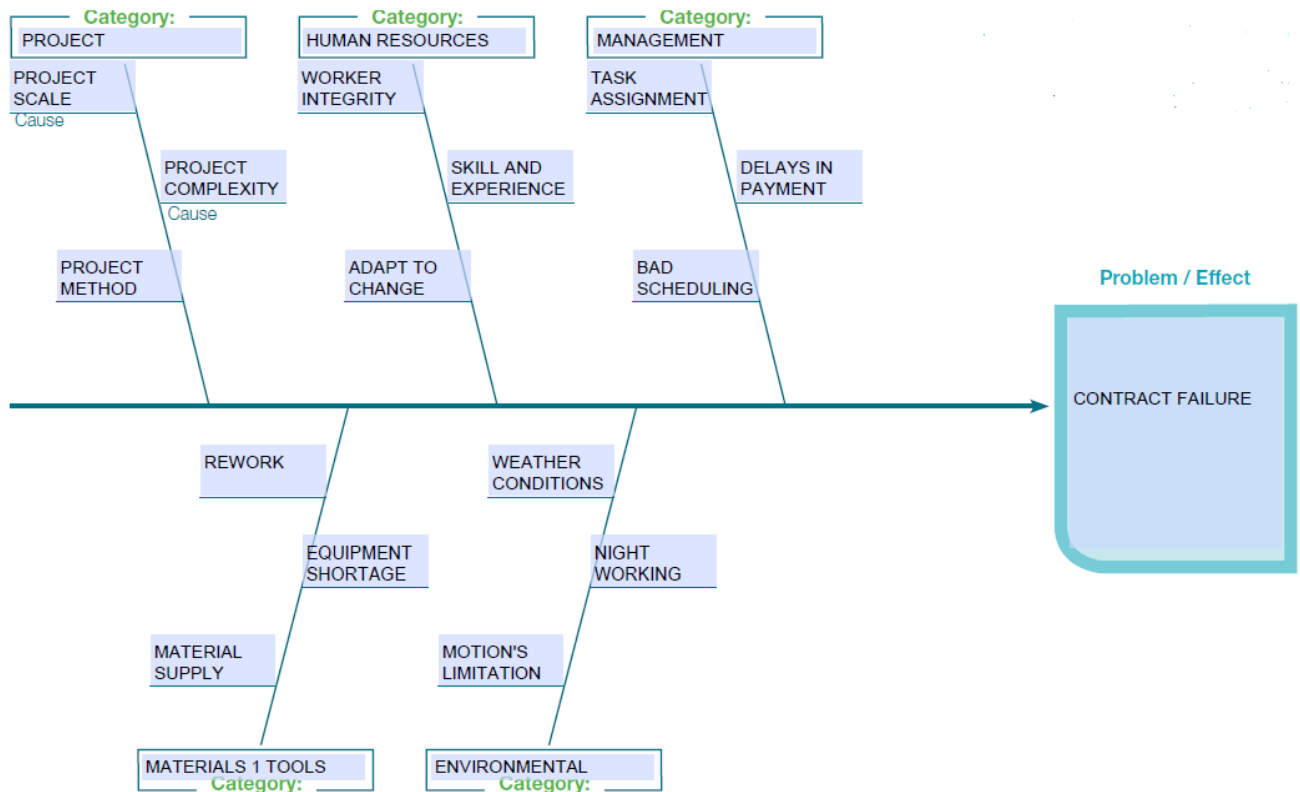 Category:
PROJECT
Category:
HUMAN RESOURCES
Category:
MANAGEMENT
PROJECT
SCALE
Cause
PROJECT
COMPLEXITY
Cause
PROJECT
METHOD
WORKER
INTEGRITY
SKILL AND
EXPERIENCE
ADAPT TO
CHANGE
TASK
ASSIGNMENT
DELAYS IN
PAYMENT
BAD
SCHEDULING
Problem / Effect
CONTRACT FAILURE
REWORK
EQUIPMENT
SHORTAGE
MATERIAL
SUPPLY
MATERIALS 1 TOOLS
Category:
WEATHER
CONDITIONS
NIGHT
WORKING
MOTION'S
LIMITATION
ENVIRONMENTAL
Category: